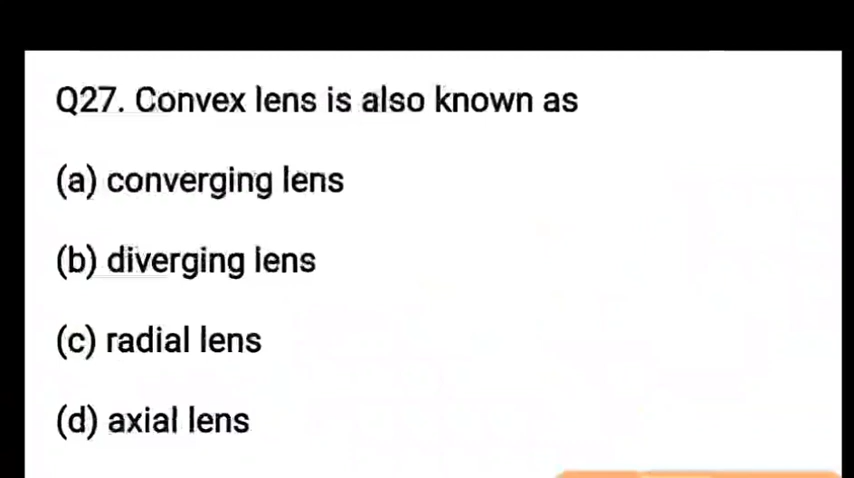 Q27. Convex lens is also known as
(a) converging lens
(b) diverging lens
(c) radial lens
(d) axial lens